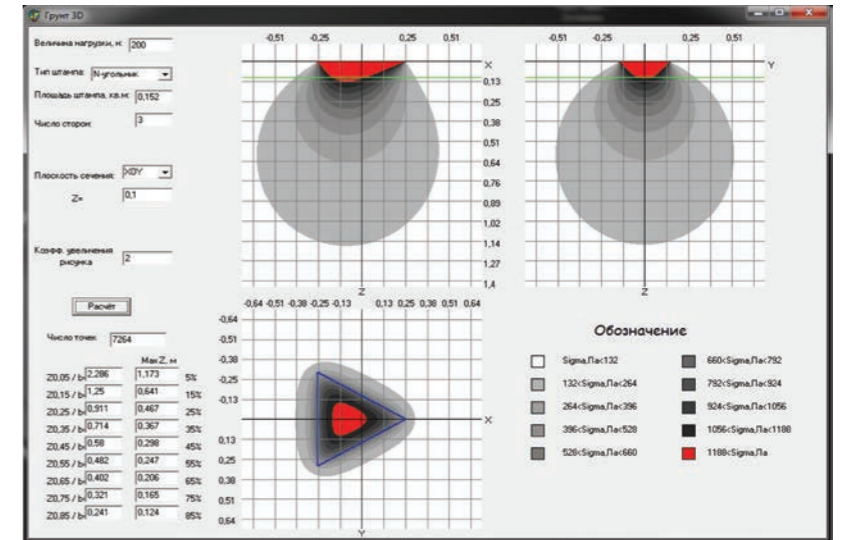 Грунт 3D
Величина нагрузки, н: 200
Тип штампа: N-угольник
Площадь штампа, кв.м: 0,152
Число сторон: 3
Плоскость сечения: X0Y
Z= 0,1
Коэфф. увеличения
рисунка 2
Расчёт
Число точек: 7264
Max Z, м
Z0,05 / b 2,286 1,173 5%
Z0,15 / b 1,25 0,641 15%
Z0,25 / b 0,911 0,467 25%
Z0,35 / b 0,714 0,367 35%
Z0,45 / b 0,58 0,298 45%
Z0,55 / b 0,482 0,247 55%
Z0,65 / b 0,402 0,206 65%
Z0,75 / b 0,321 0,165 75%
Z0,85 / b 0,241 0,124 85%
-0,51 -0,25 0,25 0,51
X
0,13
0,25
0,38
0,51
0,64
0,76
0,89
1,02
1,14
1,27
1,4
Z
-0,51 -0,25 0,25 0,51
Y
Z
-0,64 -0,51 -0,38 -0,25 -0,13 0,13 0,25 0,38 0,51 0,64
-0,64
-0,51
-0,38
-0,25
-0,13
X
0,13
0,25
0,38
0,51
0,64
Y
Обозначение
Sigma,Па<132
132<Sigma,Па<264
264<Sigma,Па<396
396<Sigma,Па<528
528<Sigma,Па<660
660<Sigma,Па<792
792<Sigma,Па<924
924<Sigma,Па<1056
1056<Sigma,Па<1188
1188<Sigma,Па